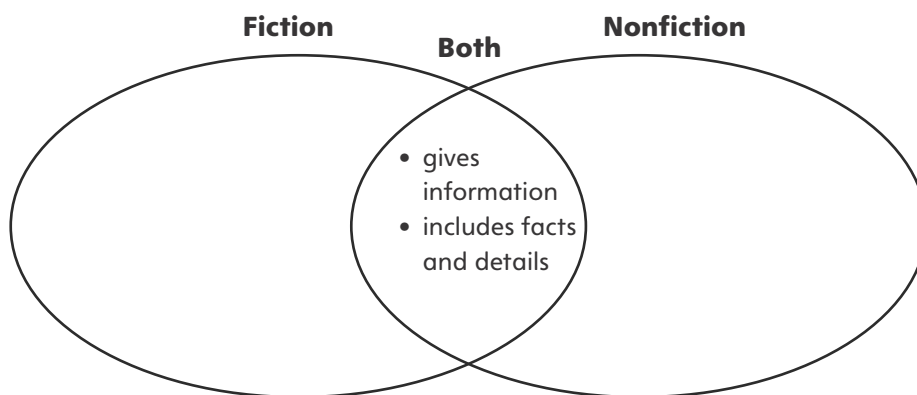 Fiction
Both
Nonfiction
• gives
information
• includes facts
and details